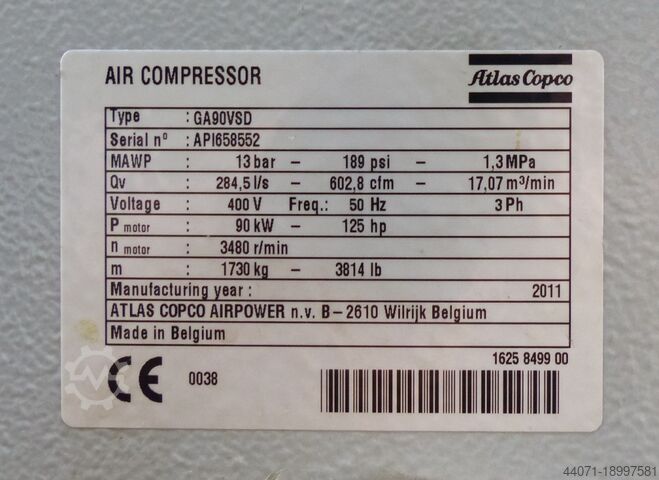 AIR COMPRESSOR
Atlas Copco
Type : GA90VSD
Serial nº : API658552
MAWP : 13 bar – 189 psi – 1,3 MPa
Qv : 284,5 l/s – 602,8 cfm – 17,07 m³/min
Voltage : 400 V Freq.: 50 Hz 3 Ph
P motor : 90 kW – 125 hp
n motor : 3480 r/min
m : 1730 kg – 3814 lb
Manufacturing year : 2011
ATLAS COPCO AIRPOWER n.v. B–2610 Wilrijk Belgium
Made in Belgium
1625 8499 00
CE 0038
44071-18997581